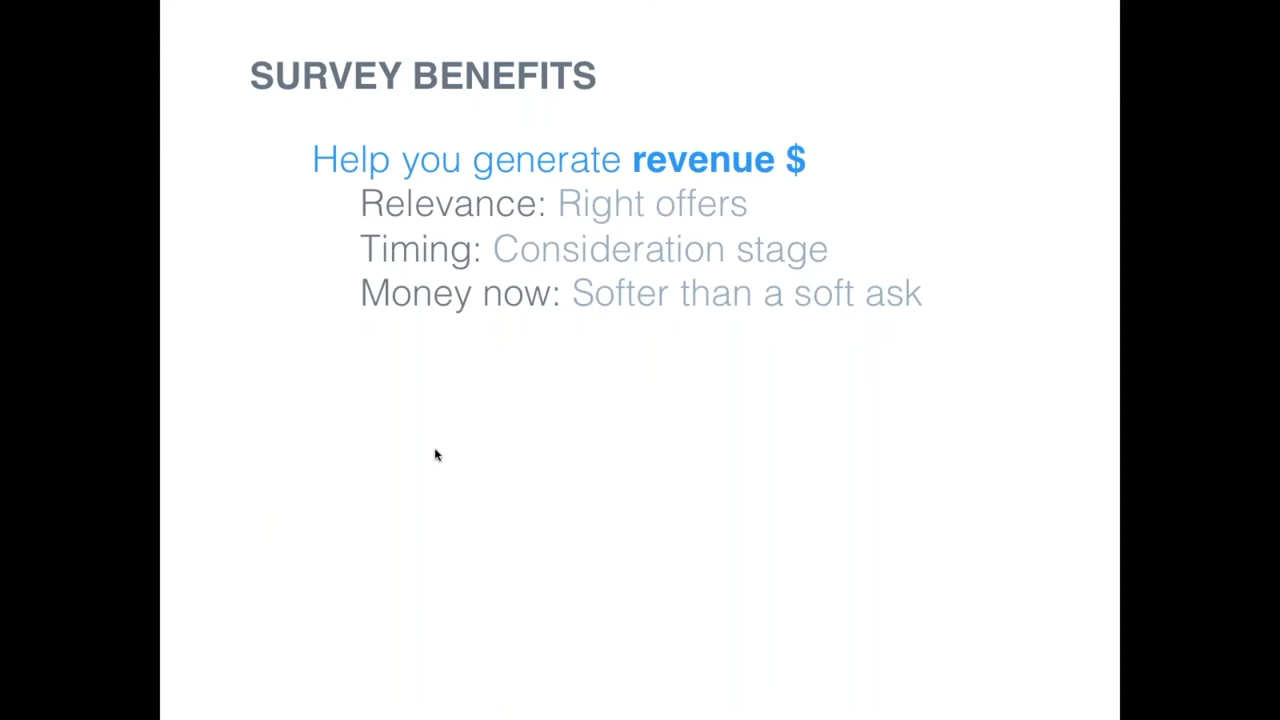 SURVEY BENEFITS
Help you generate revenue $
Relevance: Right offers
Timing: Consideration stage
Money now: Softer than a soft ask